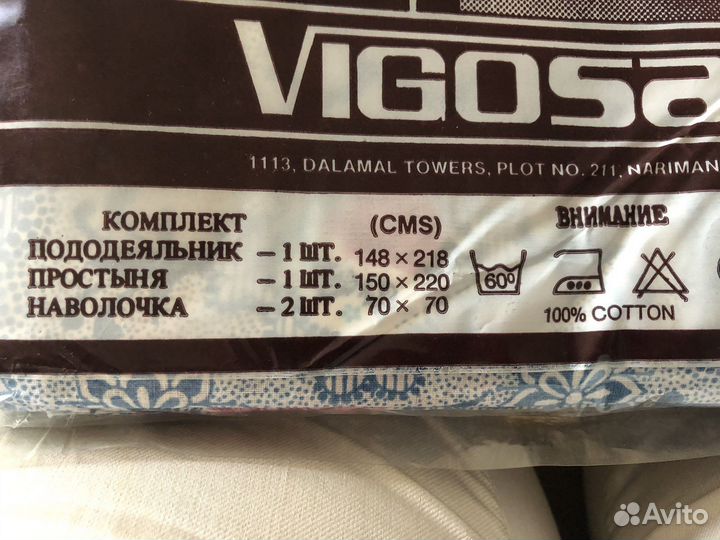 VIGOSA
1113, DALAMAL TOWERS, PLOT NO. 211, NARIMAN
КОМПЛЕКТ (CMS) ВНИМАНИЕ
ПОДОДЕЯЛЬНИК – 1 ШТ. 148 × 218
ПРОСТЫНЯ – 1 ШТ. 150 × 220 60°
НАВОЛОЧКА – 2 ШТ. 70 × 70 100% COTTON
Avito